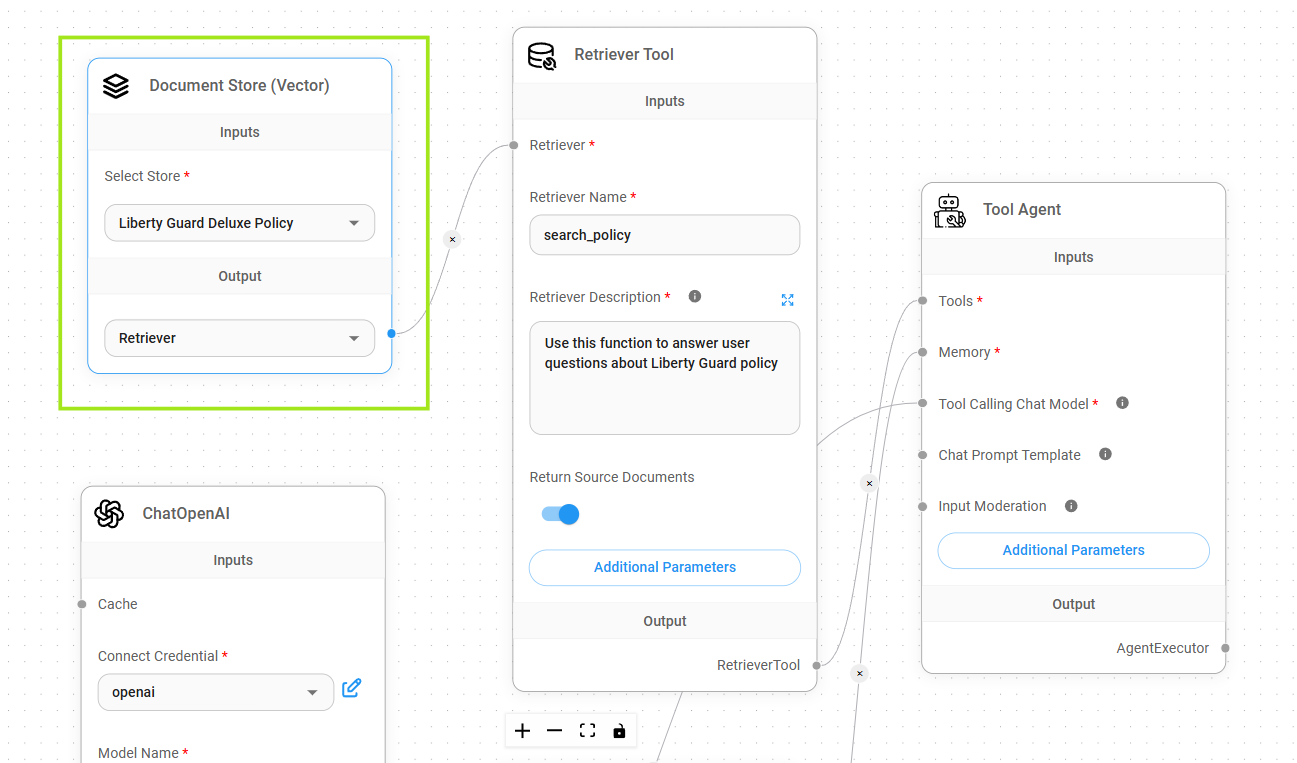 Document Store (Vector)
Inputs
Select Store *
Liberty Guard Deluxe Policy
Output
Retriever
ChatOpenAI
Inputs
Cache
Connect Credential *
openai
Model Name *
Retriever Tool
Inputs
Retriever *
Retriever Name *
search_policy
Retriever Description *
Use this function to answer user
questions about Liberty Guard policy
Return Source Documents
Additional Parameters
Output
RetrieverTool
Tool Agent
Inputs
Tools *
Memory *
Tool Calling Chat Model *
Chat Prompt Template
Input Moderation
Additional Parameters
Output
AgentExecutor